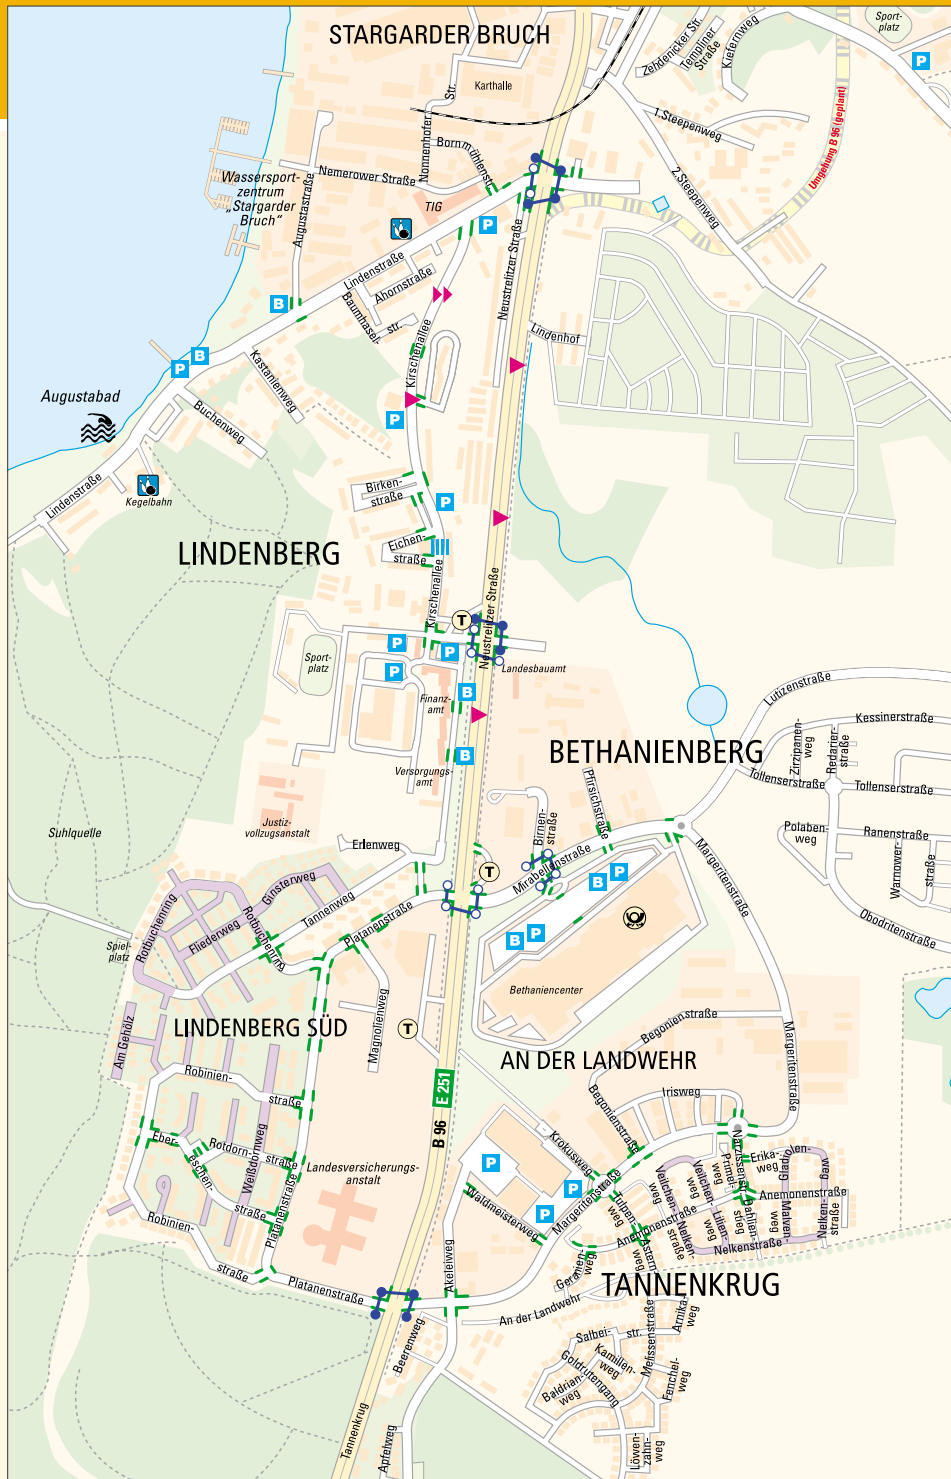 STARGARDER BRUCH
Sport-
platz
P
Zehdenicker Str.
Templiner
Straße
Kiefernweg
Karthalle
Nonnenhofer
Str.
Bornmühlenstr.
1.Steepenweg
2.Steepenweg
Umgehung B 96 (geplant)
Wassersport-
zentrum
„Stargarder
Bruch“
Nemerower Straße
Augustastraße
TIG
P
Neustrelitzer Straße
Lindenstraße
Ahornstraße
Baumhasel-
str.
B
Kirschenallee
Lindenhof
P
B
Kastanienweg
Augustabad
Buchenweg
P
Lindenstraße
Kegelbahn
Birken-
straße
P
LINDENBERG
Eichen-
straße
Kirschenallee
Neustrelitzer Straße
T
P
P
P
Sport-
platz
Landesbauamt
Finanz-
amt
B
Lutizenstraße
Kessinerstraße
BETHANIENBERG
Zirzipanen-
weg
Redarier-
straße
B
Versorgungs-
amt
Tollenserstraße
Tollenserstraße
Pfirsichstraße
Birnen-
straße
Suhlquelle
Justiz-
vollzugsanstalt
Polaben-
weg
Ranenstraße
Warnower-
straße
Erlenweg
Mirabellenstraße
T
Margeritenstraße
B
P
Ginsterweg
Rotbuchenring
Fliederweg
Rotbuchenring
Tannenweg
Platanenstraße
Obodritenstraße
B
P
Spiel-
platz
Bethaniencenter
Magnolienweg
Am Gehölz
LINDENBERG SÜD
T
Begonienstraße
Margeritenstraße
AN DER LANDWEHR
Robinien-
straße
E 251
B 96
Begonienstraße
Irisweg
Eber-
eschen-
straße
Rotdorn-
straße
Weißdornweg
Landesversicherungs-
anstalt
Krokusweg
Narzissenstr.
Erika-
weg
Primel-
weg
Gladiolen-
weg
P
P
P
Waldmeisterweg
Margeritenstraße
Tulpen-
weg
Veilchen-
weg
Veilchen-
straße
Lilien-
weg
Dahlien-
stieg
Anemonenstraße
Malven-
weg
Nelken-
straße
Anemonenstraße
Nelken-
Nelkenstraße
Astern-
weg
Platanenstraße
Robinien-
straße
Platanenstraße
Akeleiweg
Geranien-
weg
TANNENKRUG
An der Landwehr
Beerenweg
Salbei-
str.
Melissenstraße
Arnika-
weg
Kamillen-
weg
Goldrutengang
Baldrian-
weg
Fenchel-
weg
Tannenkrug
Apfelweg
Löwen-
zahn-
weg